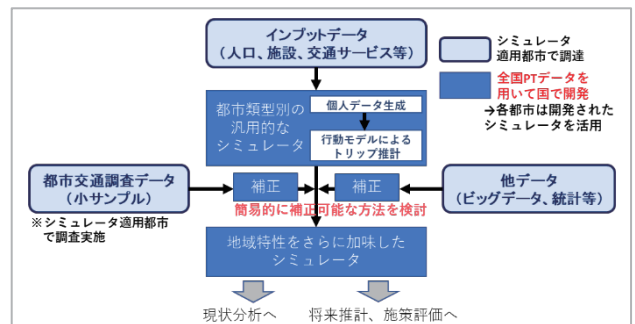 インプットデータ
(人口、施設、交通サービス等)
シミュレータ
適用都市で調達
全国PTデータを
用いて国で開発
→各都市は開発された
シミュレータを活用
都市類型別の
汎用的な
シミュレータ
個人データ生成
行動モデルによる
トリップ推計
都市交通調査データ
(小サンプル)
補正
補正
他データ
(ビッグデータ、統計等)
簡易的に補正可能な方法を検討
※シミュレータ適用都市
で調査実施
地域特性をさらに加味した
シミュレータ
現状分析へ
将来推計、施策評価へ